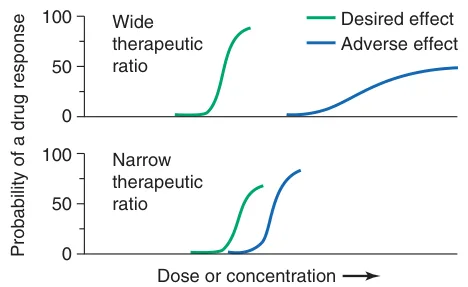 Probability of a drug response
100
50
0
Wide
therapeutic
ratio
Desired effect
Adverse effect
100
50
0
Narrow
therapeutic
ratio
Dose or concentration